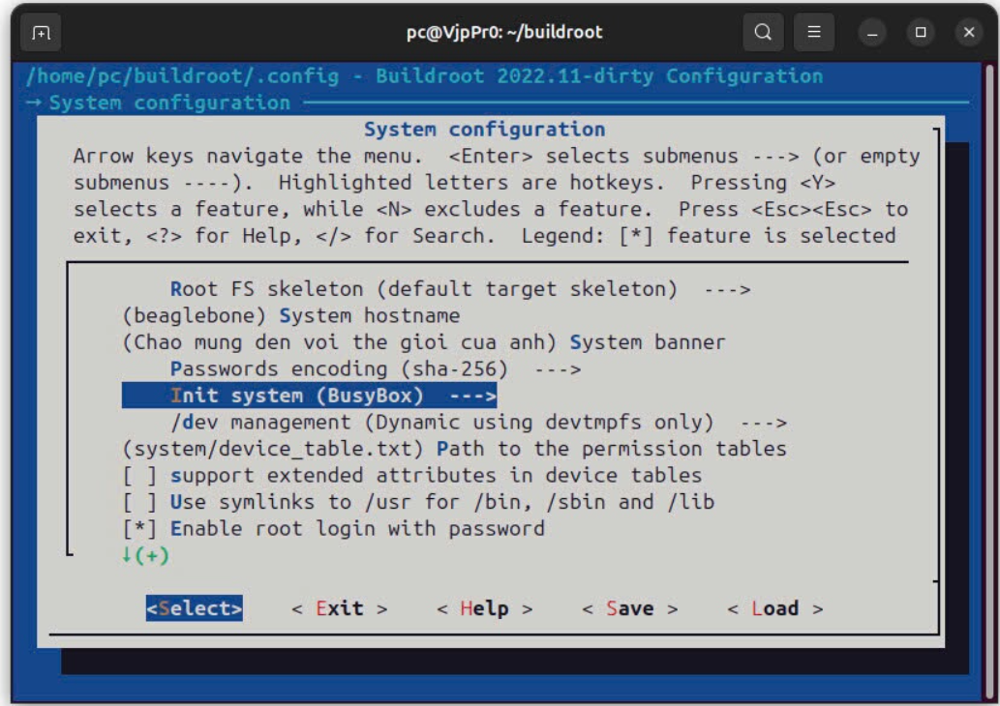 pc@VjpPr0: ~/buildroot
/home/pc/buildroot/.config - Buildroot 2022.11-dirty Configuration
→ System configuration
System configuration
Arrow keys navigate the menu.  <Enter> selects submenus ---> (or empty
submenus ----).  Highlighted letters are hotkeys.  Pressing <Y>
selects a feature, while <N> excludes a feature.  Press <Esc><Esc> to
exit, <?> for Help, </> for Search.  Legend: [*] feature is selected
Root FS skeleton (default target skeleton)  --->
(beaglebone) System hostname
(Chao mung den voi the gioi cua anh) System banner
Passwords encoding (sha-256)  --->
Init system (BusyBox)  --->
/dev management (Dynamic using devtmpfs only)  --->
(system/device_table.txt) Path to the permission tables
[ ] support extended attributes in device tables
[ ] Use symlinks to /usr for /bin, /sbin and /lib
[*] Enable root login with password
↓(+)
<Select>    < Exit >    < Help >    < Save >    < Load >